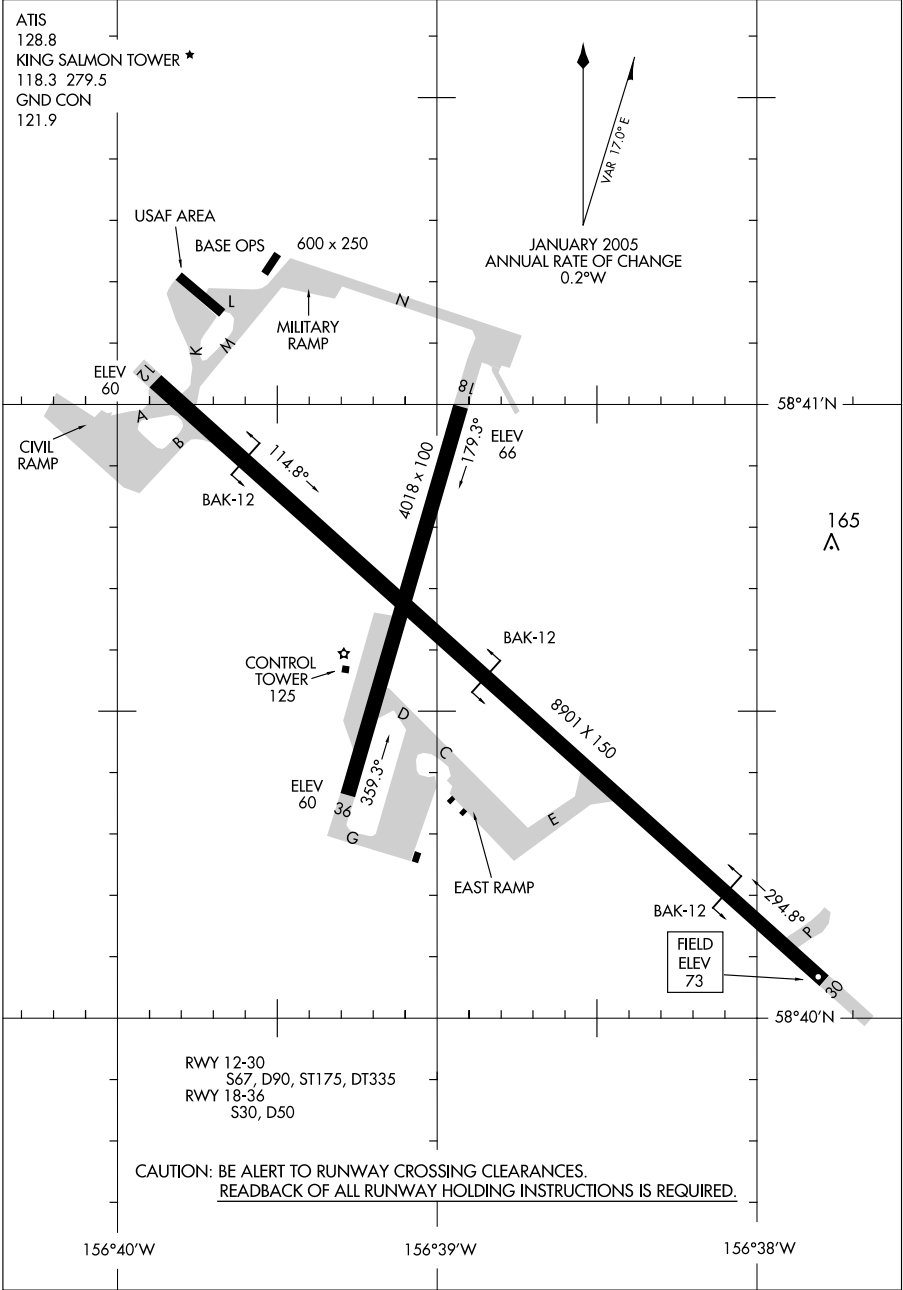 ATIS
128.8
KING SALMON TOWER
118.3 279.5
GND CON
121.9
VAR 17.0° E
JANUARY 2005
ANNUAL RATE OF CHANGE
0.2°W
USAF AREA
BASE OPS
600 x 250
L
MILITARY
RAMP
N
K
M
ELEV
60
12
18
58°41'N
A
B
CIVIL
RAMP
114.8°
BAK-12
4018 x 100
179.3°
ELEV
66
165
BAK-12
CONTROL
TOWER
125
8901 X 150
D
C
359.3°
ELEV
60
36
G
E
EAST RAMP
BAK-12
294.8°
P
FIELD
ELEV
73
30
58°40'N
RWY 12-30
S67, D90, ST175, DT335
RWY 18-36
S30, D50
CAUTION: BE ALERT TO RUNWAY CROSSING CLEARANCES.
READBACK OF ALL RUNWAY HOLDING INSTRUCTIONS IS REQUIRED.
156°40'W
156°39'W
156°38'W